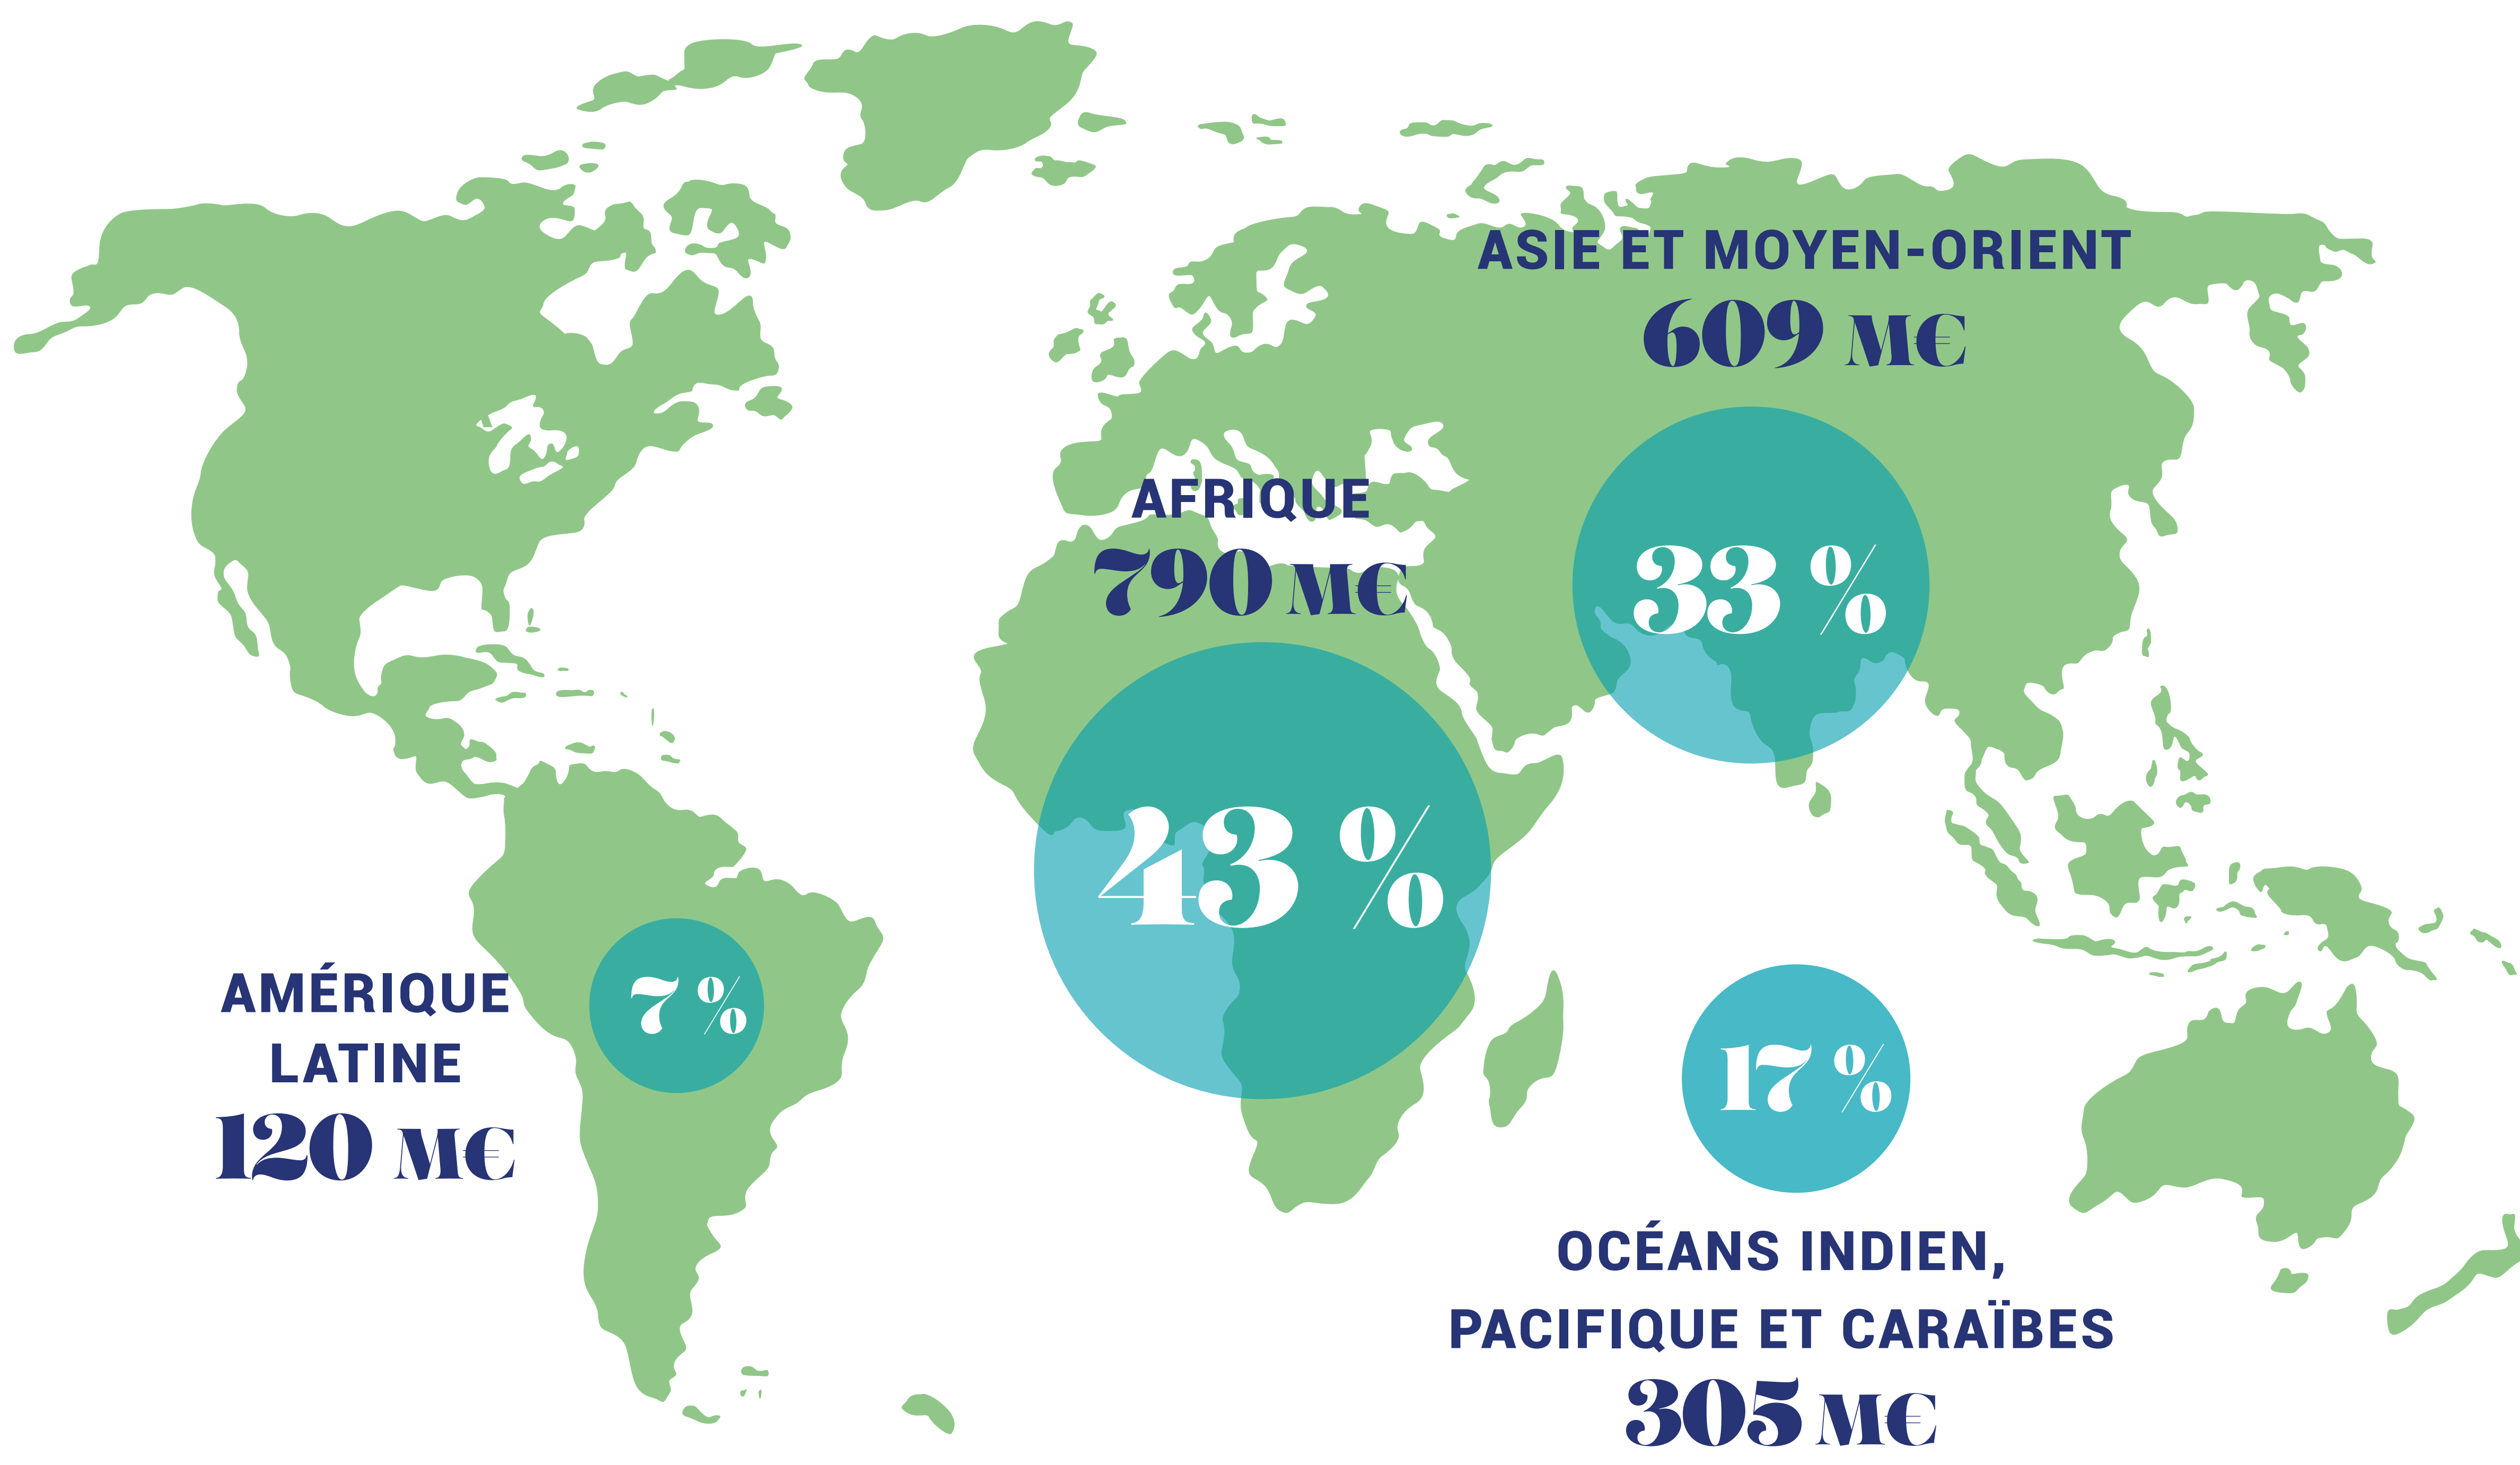 ASIE ET MOYEN-ORIENT
609 M€
33 %
AFRIQUE
790 M€
43 %
AMÉRIQUE
LATINE
120 M€
7 %
17 %
OCÉANS INDIEN,
PACIFIQUE ET CARAÏBES
305 M€